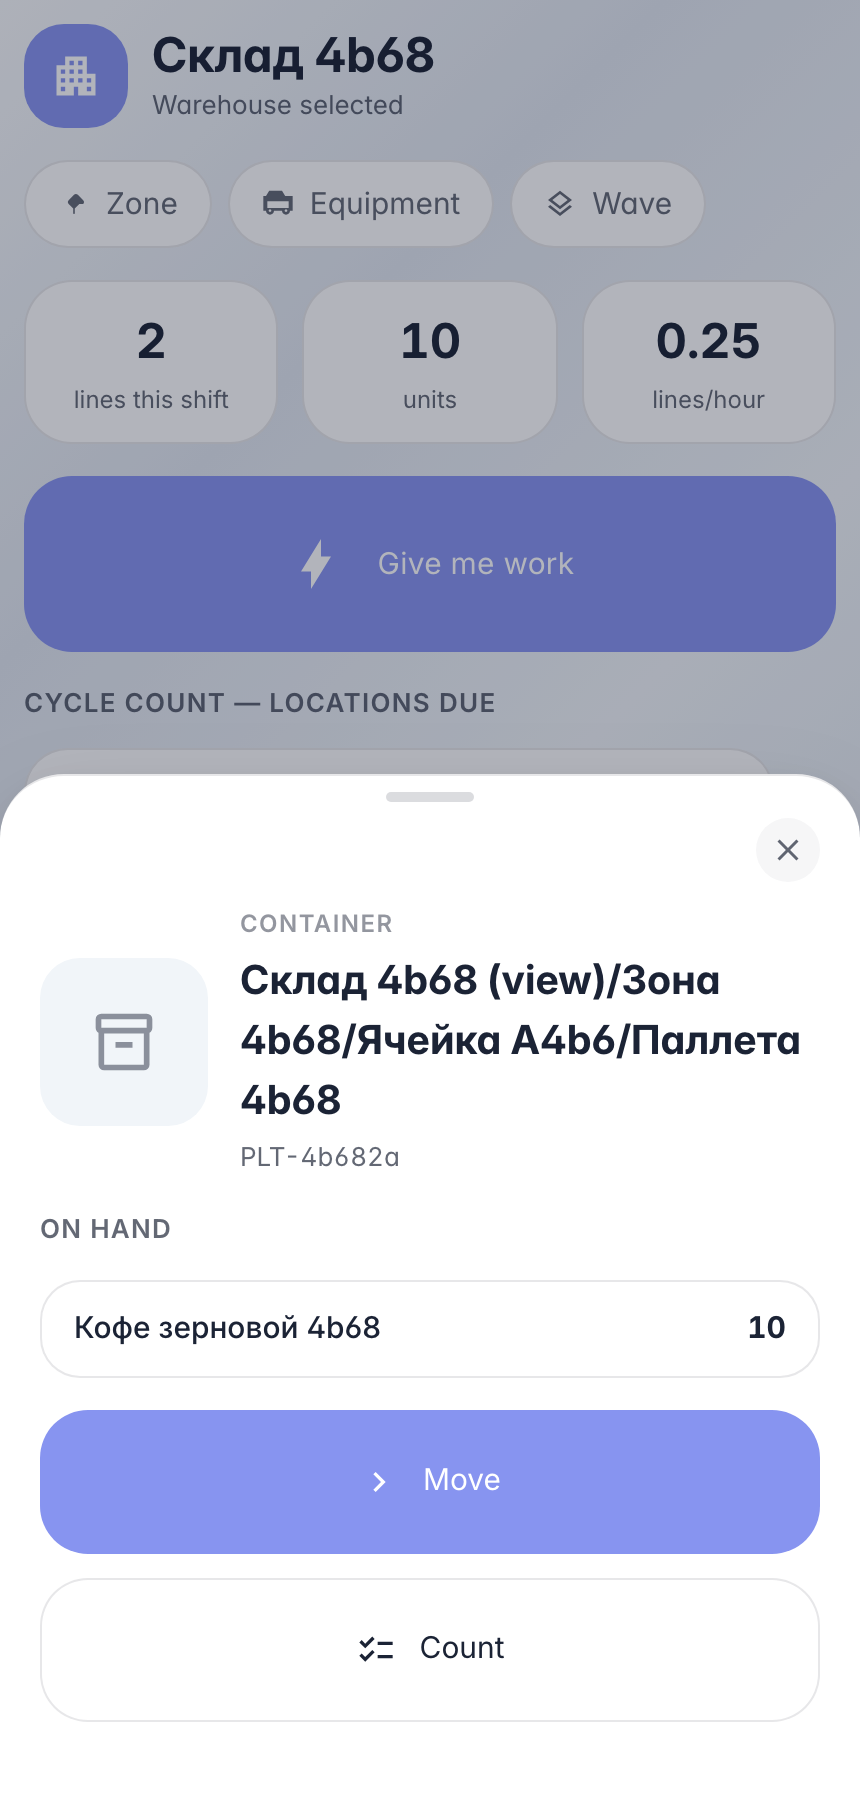 Склад 4b68
Warehouse selected
Zone
Equipment
Wave
2
lines this shift
10
units
0.25
lines/hour
Give me work
CYCLE COUNT — LOCATIONS DUE
CONTAINER
Склад 4b68 (view)/Зона
4b68/Ячейка A4b6/Паллета
4b68
PLT-4b682a
ON HAND
Кофе зерновой 4b68 10
Move
Count